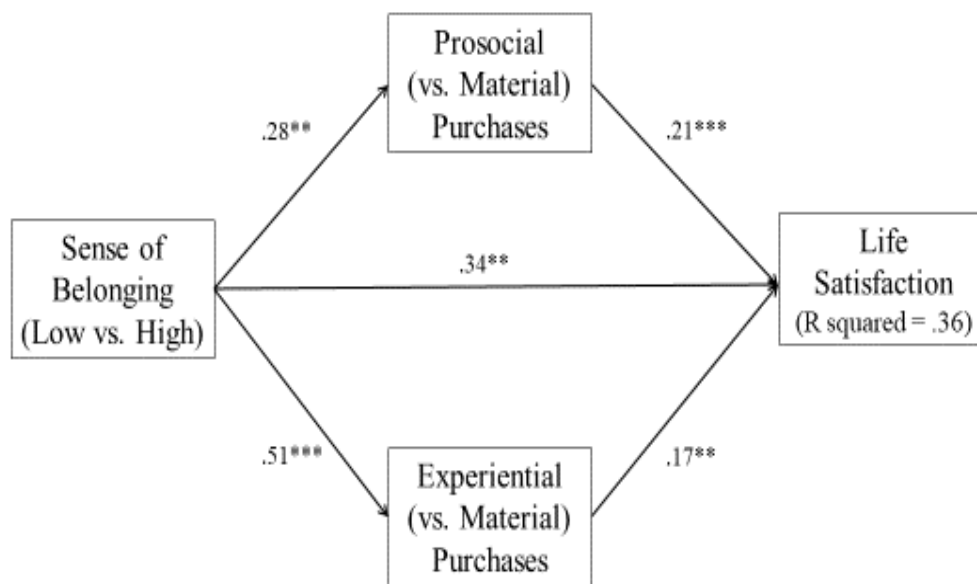 Prosocial
(vs. Material)
Purchases
.28**
.21***
Sense of
Belonging
(Low vs. High)
.34**
Life
Satisfaction
(R squared = .36)
.51***
.17**
Experiential
(vs. Material)
Purchases